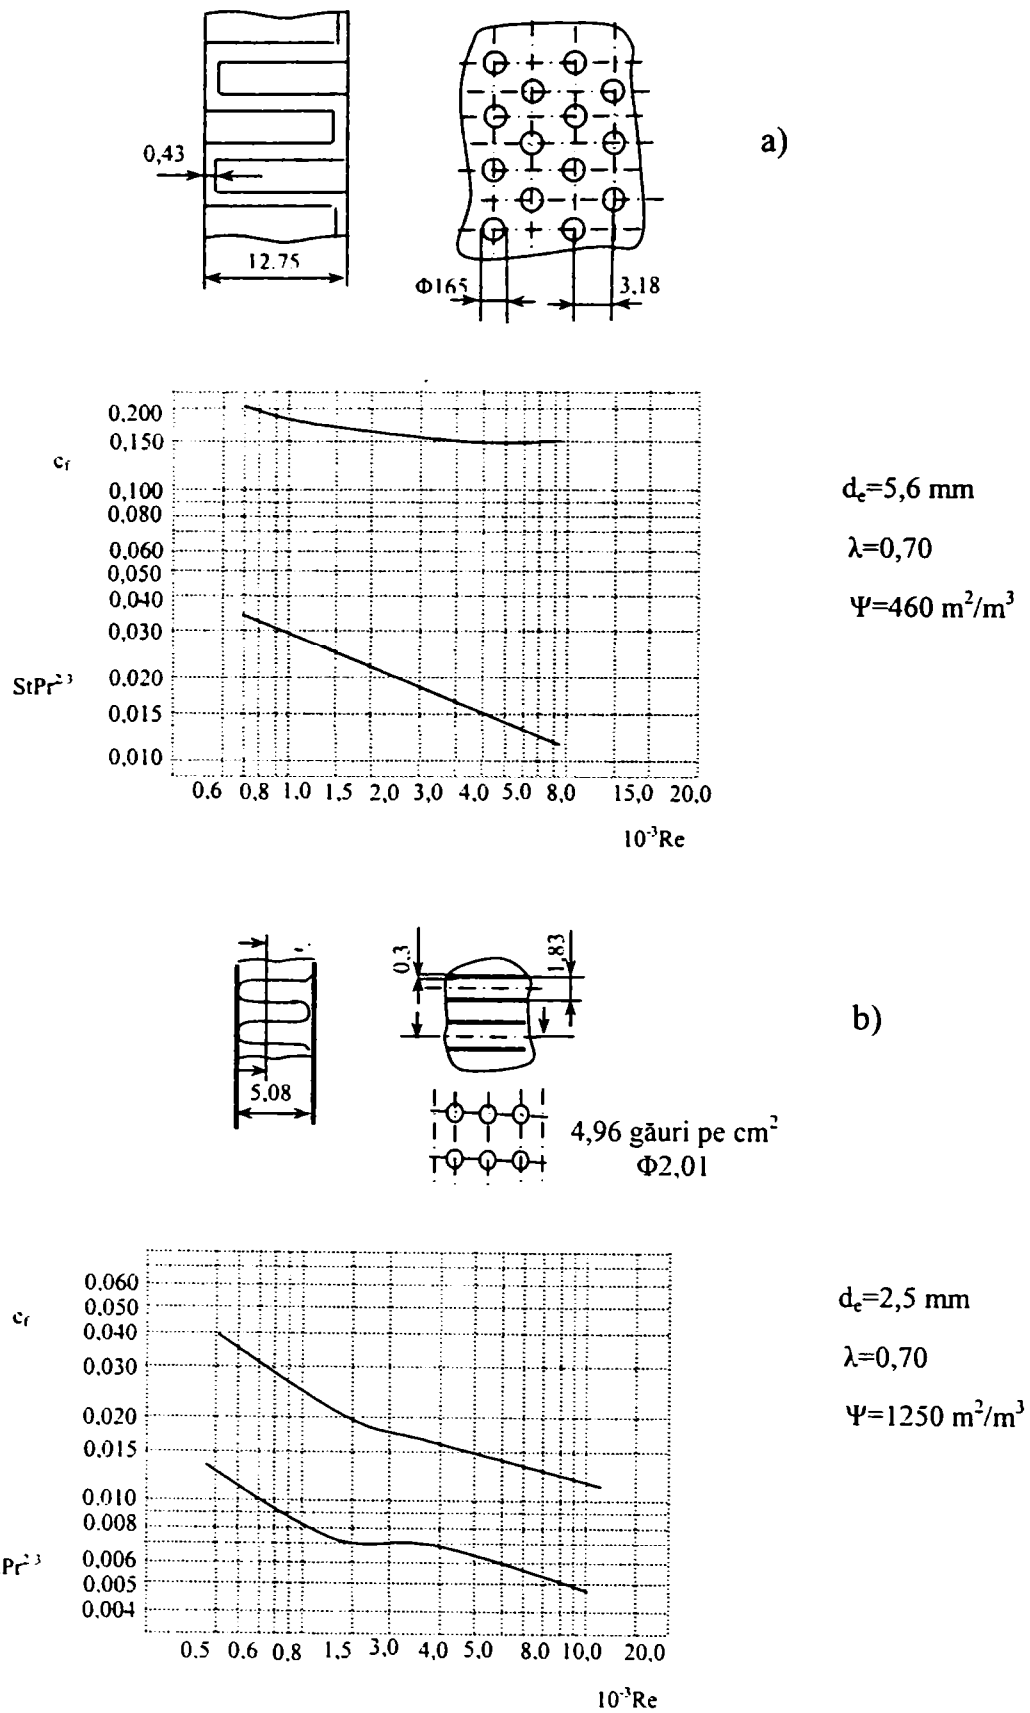 a)
0,43
12.75
Φ165
3,18
0,200
0,150
cf
0,100
0,080
0,060
0,050
0,040
0,030
StPr2 3
0,020
0,015
0,010
0.6 0,8 1.0 1,5 2,0 3,0 4.0 5.0 8,0 15,0 20,0
10-3Re
de=5,6 mm
λ=0,70
Ψ=460 m2/m3
b)
0,3
1,83
5,08
4,96 găuri pe cm2
Φ2,01
0,060
0,050
cf
0,040
0,030
0,020
0,015
0,010
0.008
0,006
Pr2 3
0,005
0,004
0.5 0.6 0,8 1,5 3,0 4.0 8.0 10,0 20,0
10-3Re
de=2,5 mm
λ=0,70
Ψ=1250 m2/m3